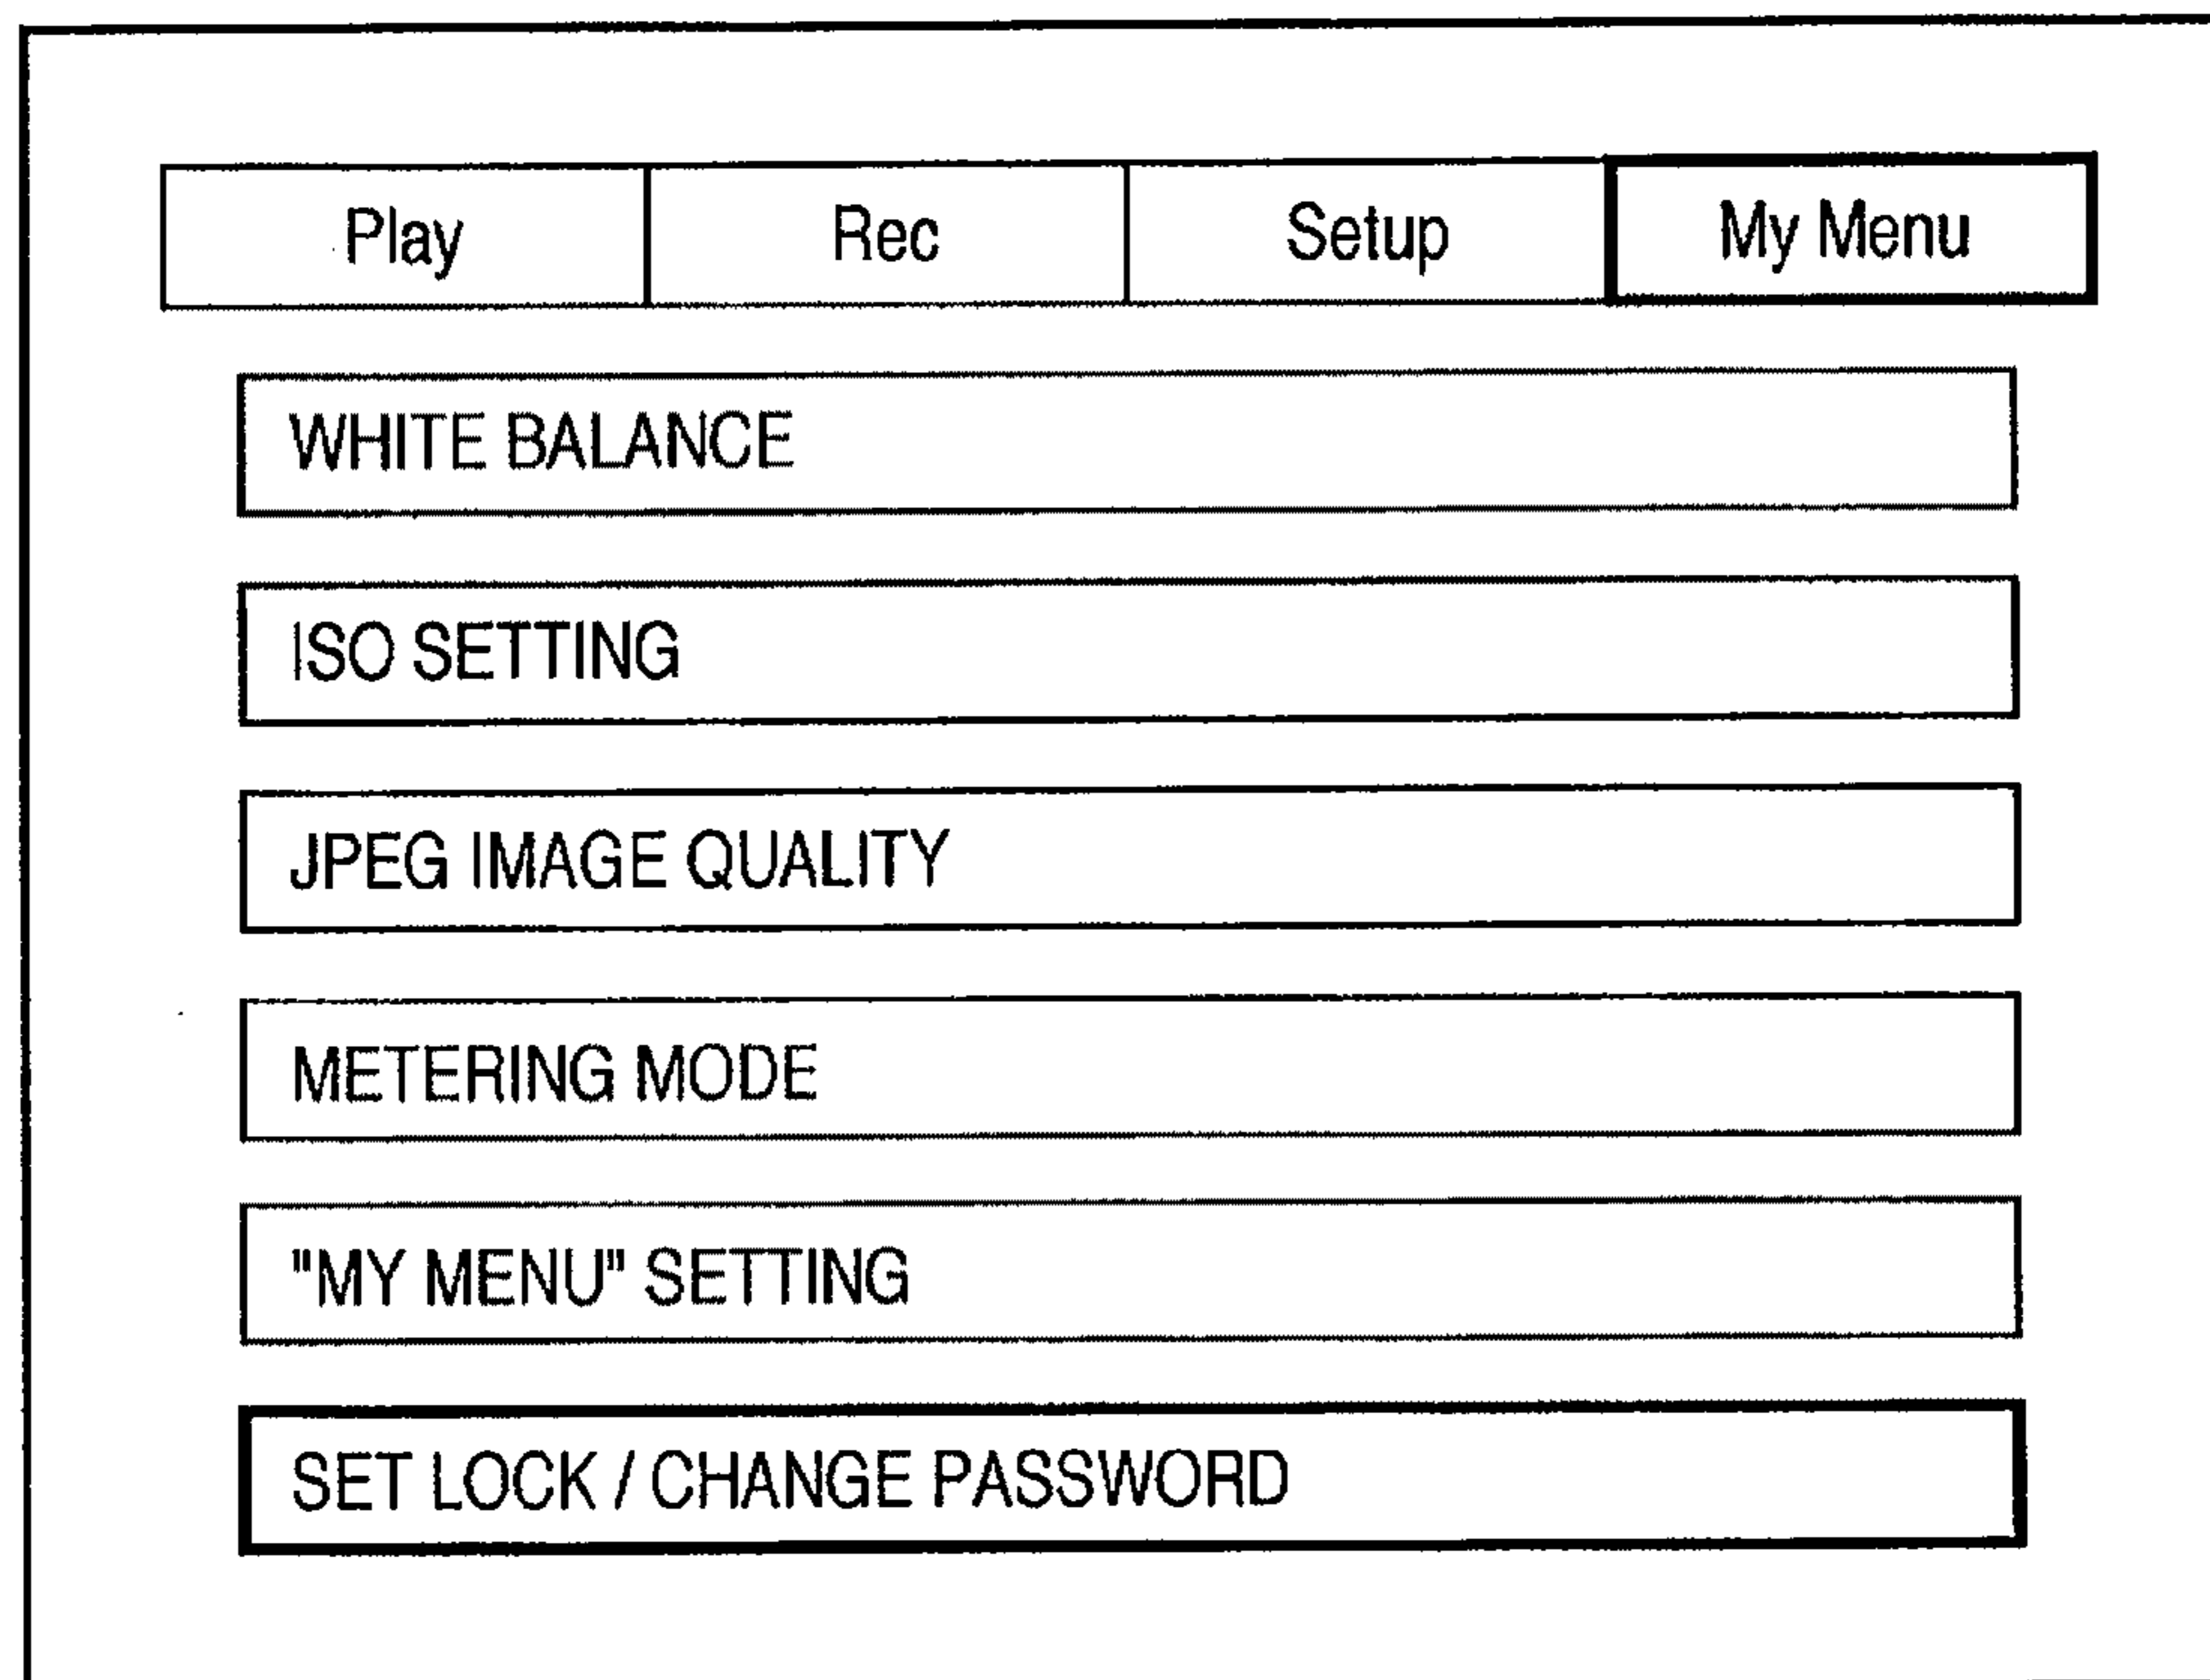 Play Rec Setup My Menu
WHITE BALANCE
ISO SETTING
JPEG IMAGE QUALITY
METERING MODE
"MY MENU" SETTING
SET LOCK / CHANGE PASSWORD